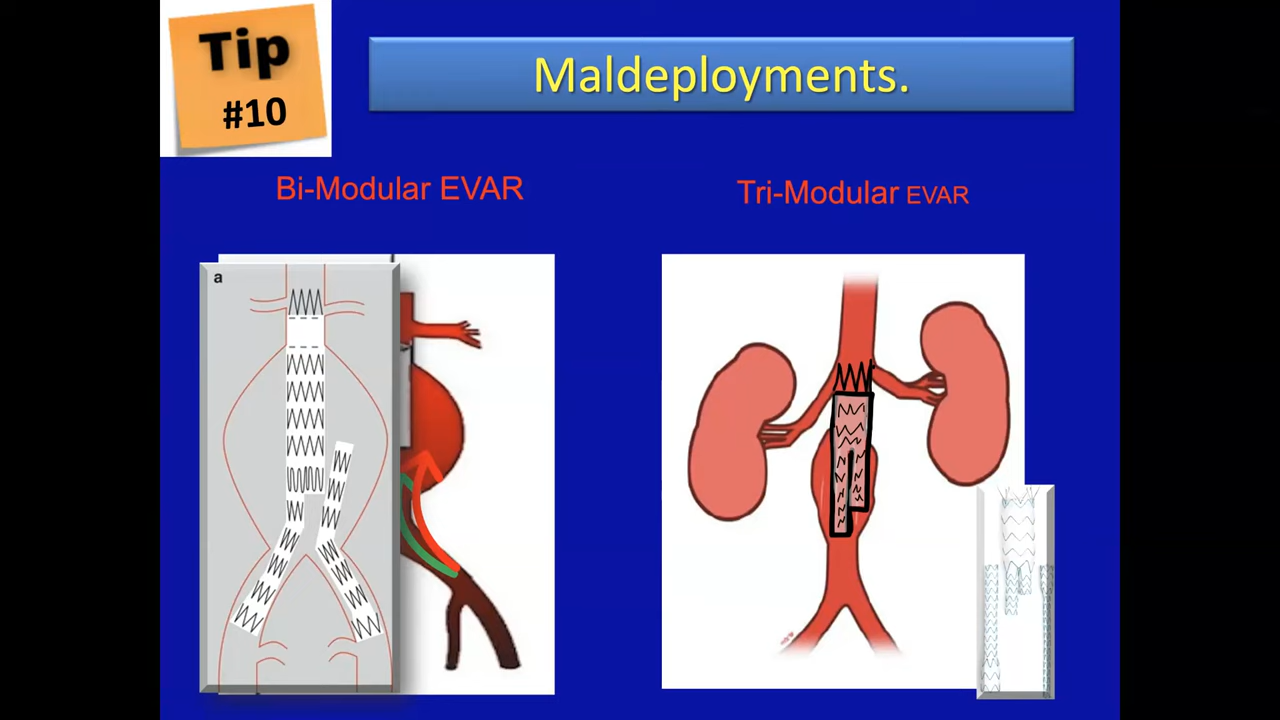 Tip
#10
Maldeployments.
Bi-Modular EVAR
Tri-Modular EVAR
a